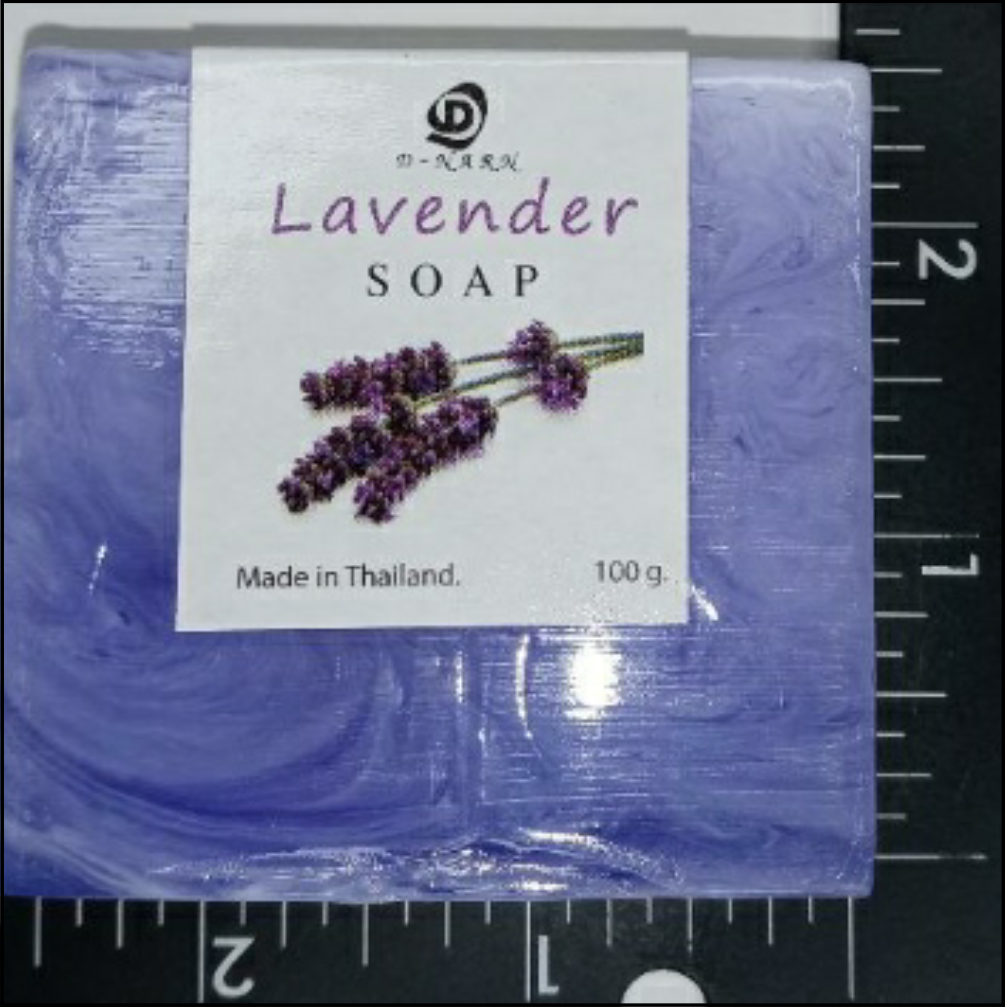 D
D-NARN
Lavender
SOAP
Made in Thailand. 100 g.
2
1
2
1